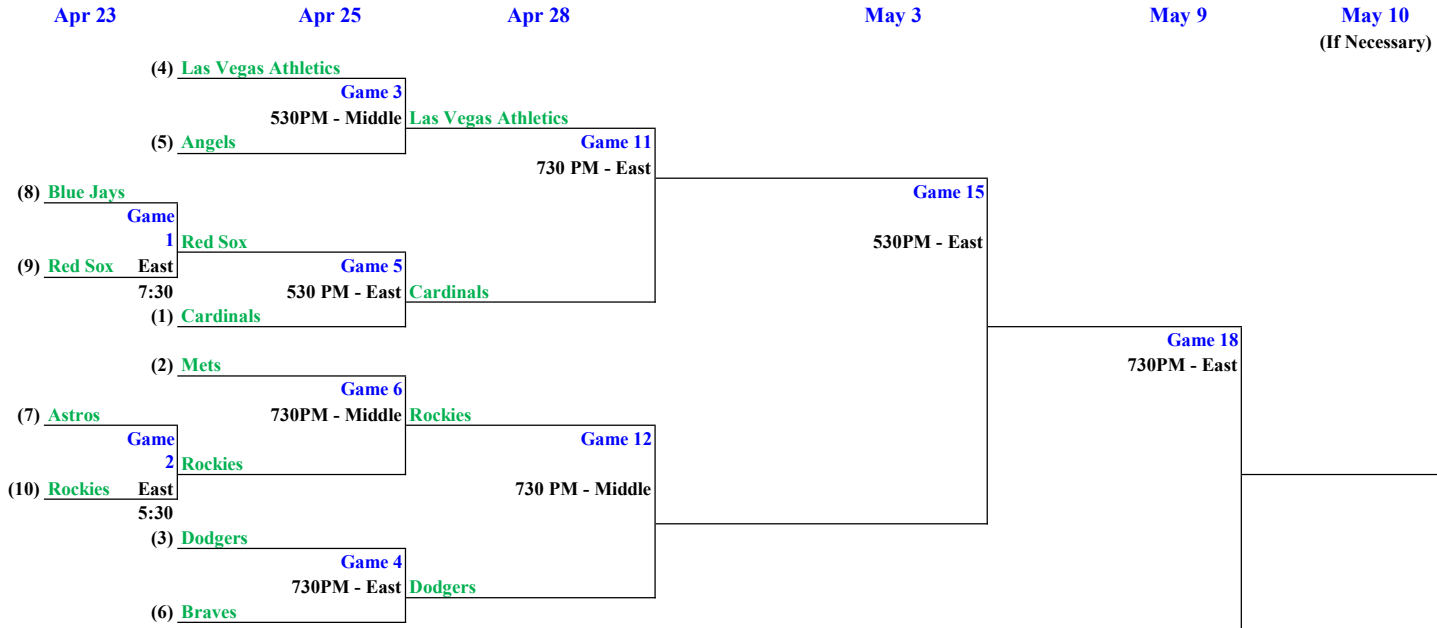 Apr 23 Apr 25 Apr 28 May 3 May 9 May 10
(If Necessary)
(4) Las Vegas Athletics
Game 3
530PM - Middle Las Vegas Athletics
(5) Angels Game 11
730 PM - East
(8) Blue Jays Game 15
Game
1 Red Sox 530PM - East
(9) Red Sox East Game 5
7:30 530 PM - East Cardinals
(1) Cardinals
Game 18
(2) Mets 730PM - East
Game 6
(7) Astros 730PM - Middle Rockies
Game Game 12
2 Rockies
(10) Rockies East 730 PM - Middle
5:30
(3) Dodgers
Game 4
730PM - East Dodgers
(6) Braves